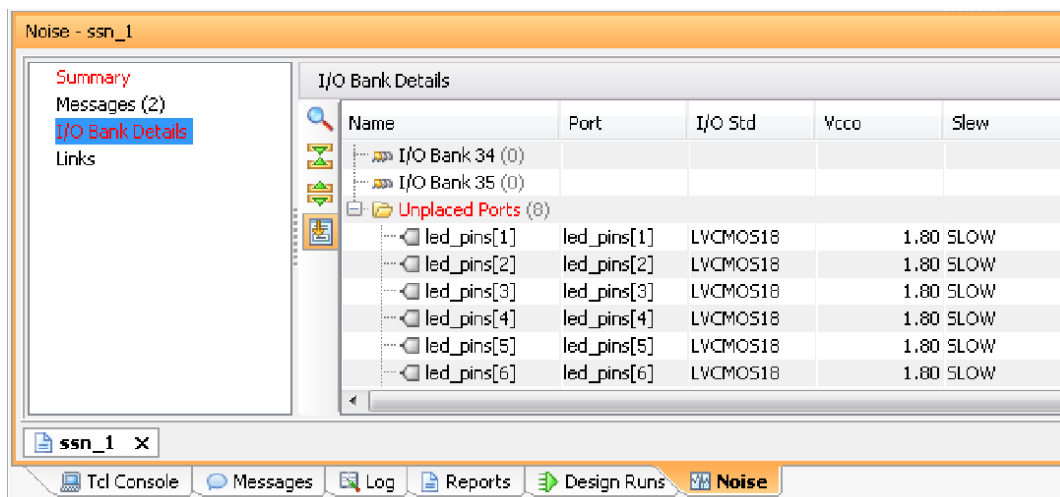 Noise - ssn_1
Summary
Messages (2)
I/O Bank Details
Links
I/O Bank Details
Name Port I/O Std Vcco Slew
I/O Bank 34 (0)
I/O Bank 35 (0)
Unplaced Ports (8)
led_pins[1] led_pins[1] LVCMOS18 1.80 SLOW
led_pins[2] led_pins[2] LVCMOS18 1.80 SLOW
led_pins[3] led_pins[3] LVCMOS18 1.80 SLOW
led_pins[4] led_pins[4] LVCMOS18 1.80 SLOW
led_pins[5] led_pins[5] LVCMOS18 1.80 SLOW
led_pins[6] led_pins[6] LVCMOS18 1.80 SLOW
ssn_1 X
Tcl Console Messages Log Reports Design Runs Noise